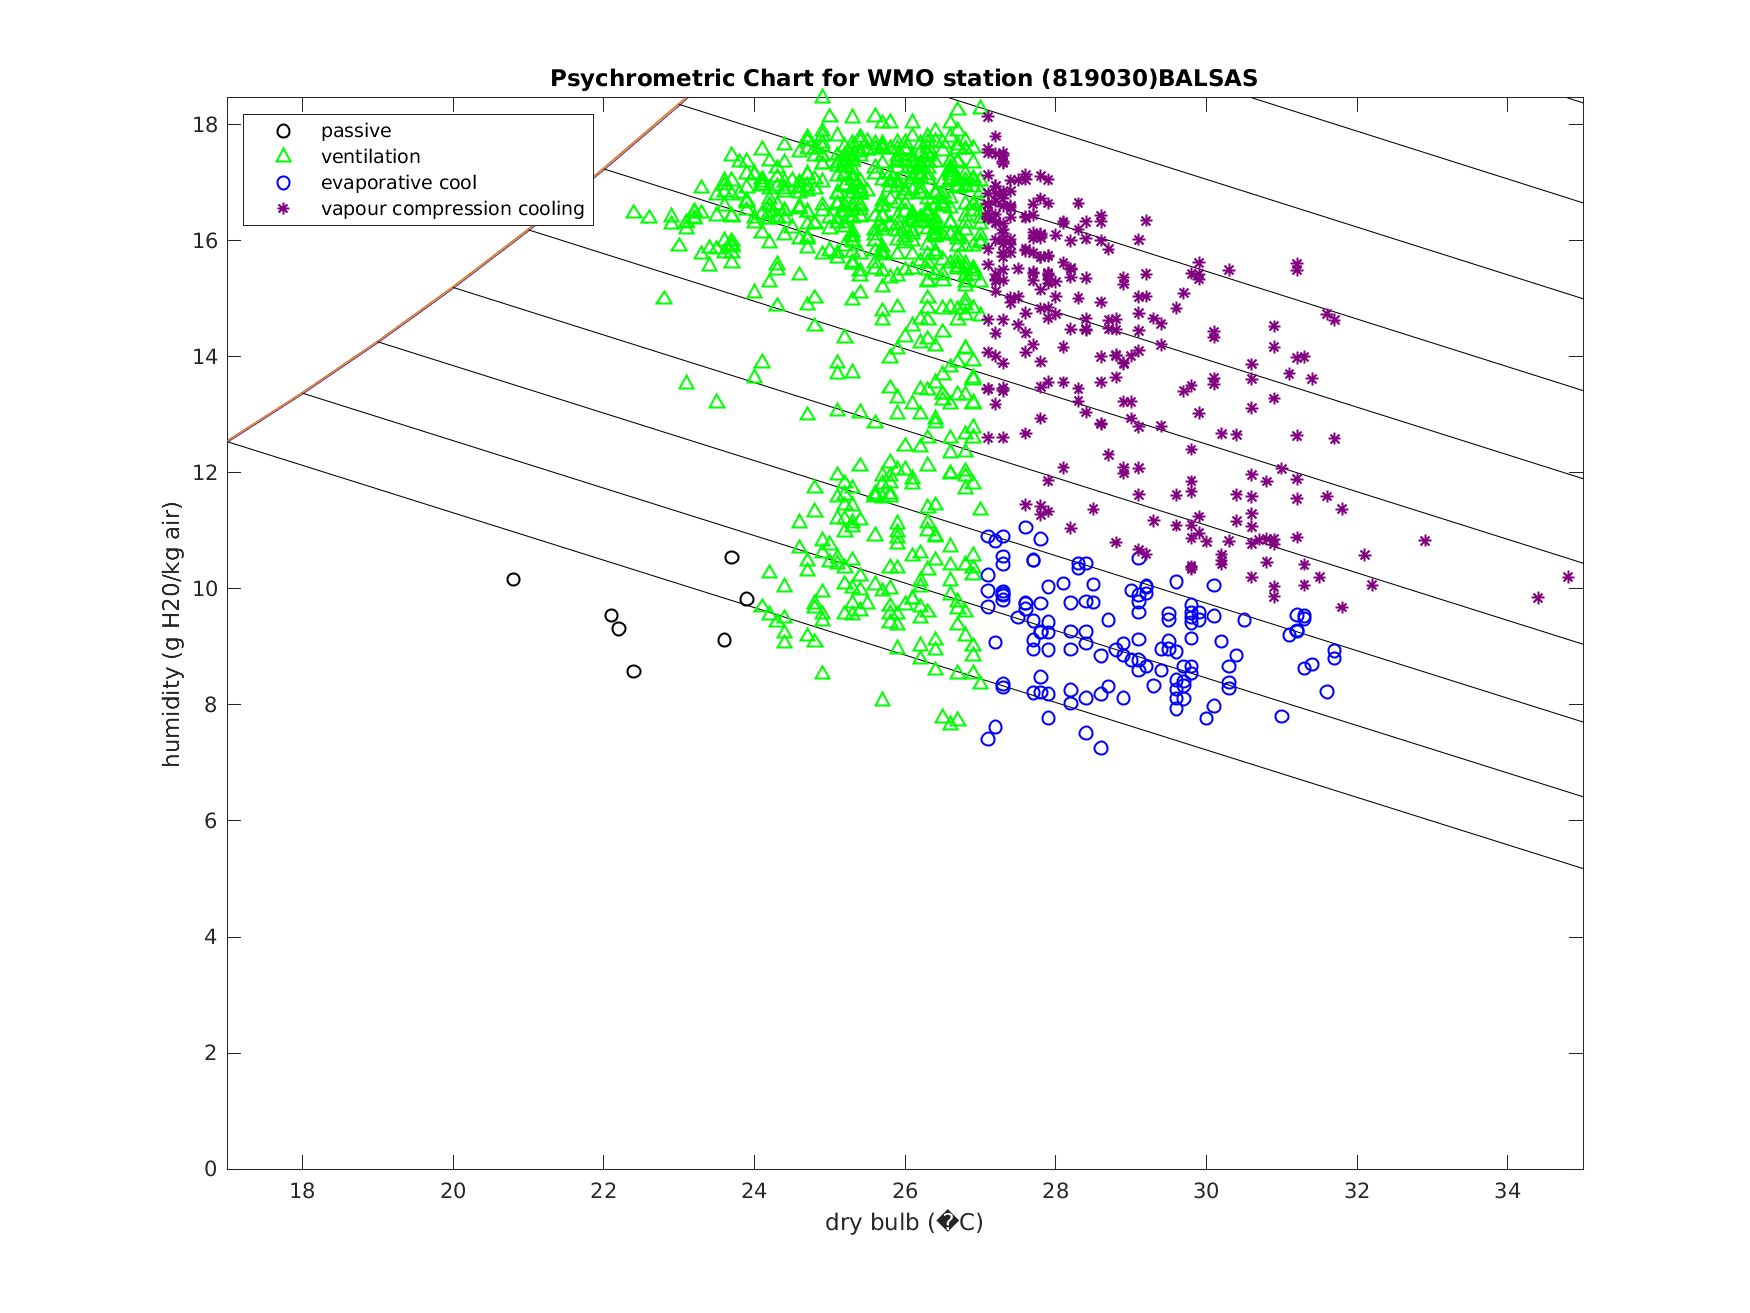 Psychrometric Chart for WMO station (819030)BALSAS
passive
ventilation
evaporative cool
vapour compression cooling
humidity (g H20/kg air)
18
16
14
12
10
8
6
4
2
0
18 20 22 24 26 28 30 32 34
dry bulb (�C)